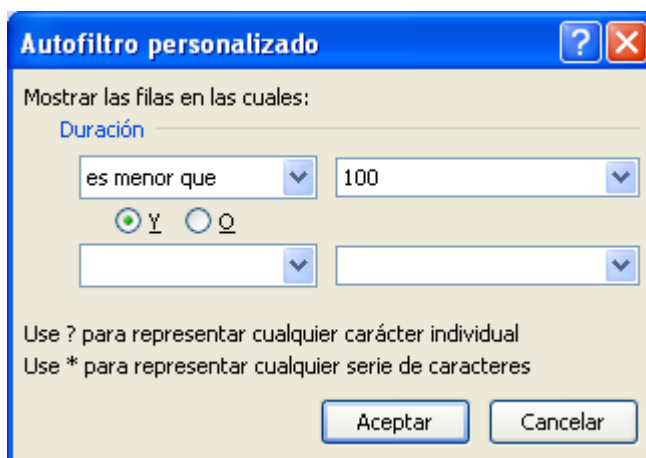 Autofiltro personalizado
Mostrar las filas en las cuales:
Duración
es menor que 100
Y O
Use ? para representar cualquier carácter individual
Use * para representar cualquier serie de caracteres
Aceptar Cancelar